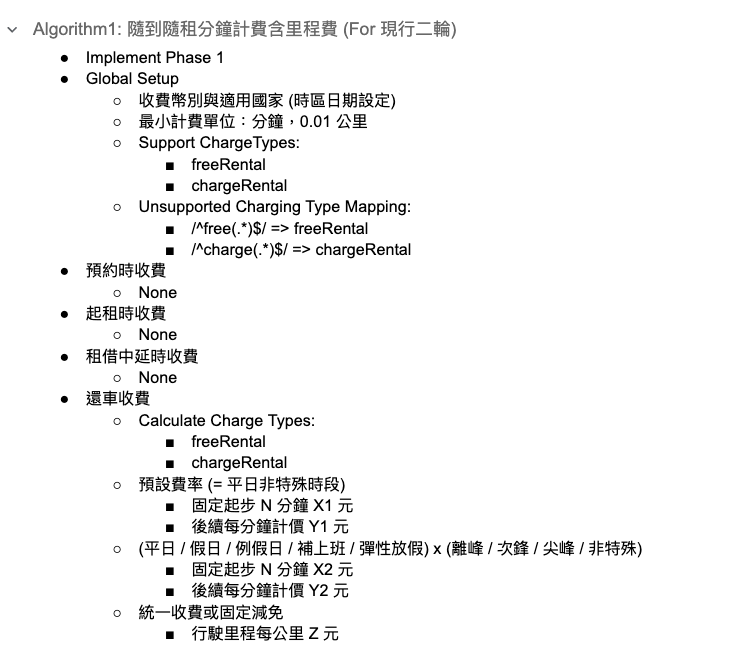 Algorithm1: 隨到隨租分鐘計費含里程費 (For 現行二輪)
Implement Phase 1
Global Setup
收費幣別與適用國家 (時區日期設定)
最小計費單位：分鐘，0.01 公里
Support ChargeTypes:
freeRental
chargeRental
Unsupported Charging Type Mapping:
/^free(.*)$/ => freeRental
/^charge(.*)$/ => chargeRental
預約時收費
None
起租時收費
None
租借中延時收費
None
還車收費
Calculate Charge Types:
freeRental
chargeRental
預設費率 (= 平日非特殊時段)
固定起步 N 分鐘 X1 元
後續每分鐘計價 Y1 元
(平日 / 假日 / 例假日 / 補上班 / 彈性放假) x (離峰 / 次鋒 / 尖峰 / 非特殊)
固定起步 N 分鐘 X2 元
後續每分鐘計價 Y2 元
統一收費或固定減免
行駛里程每公里 Z 元